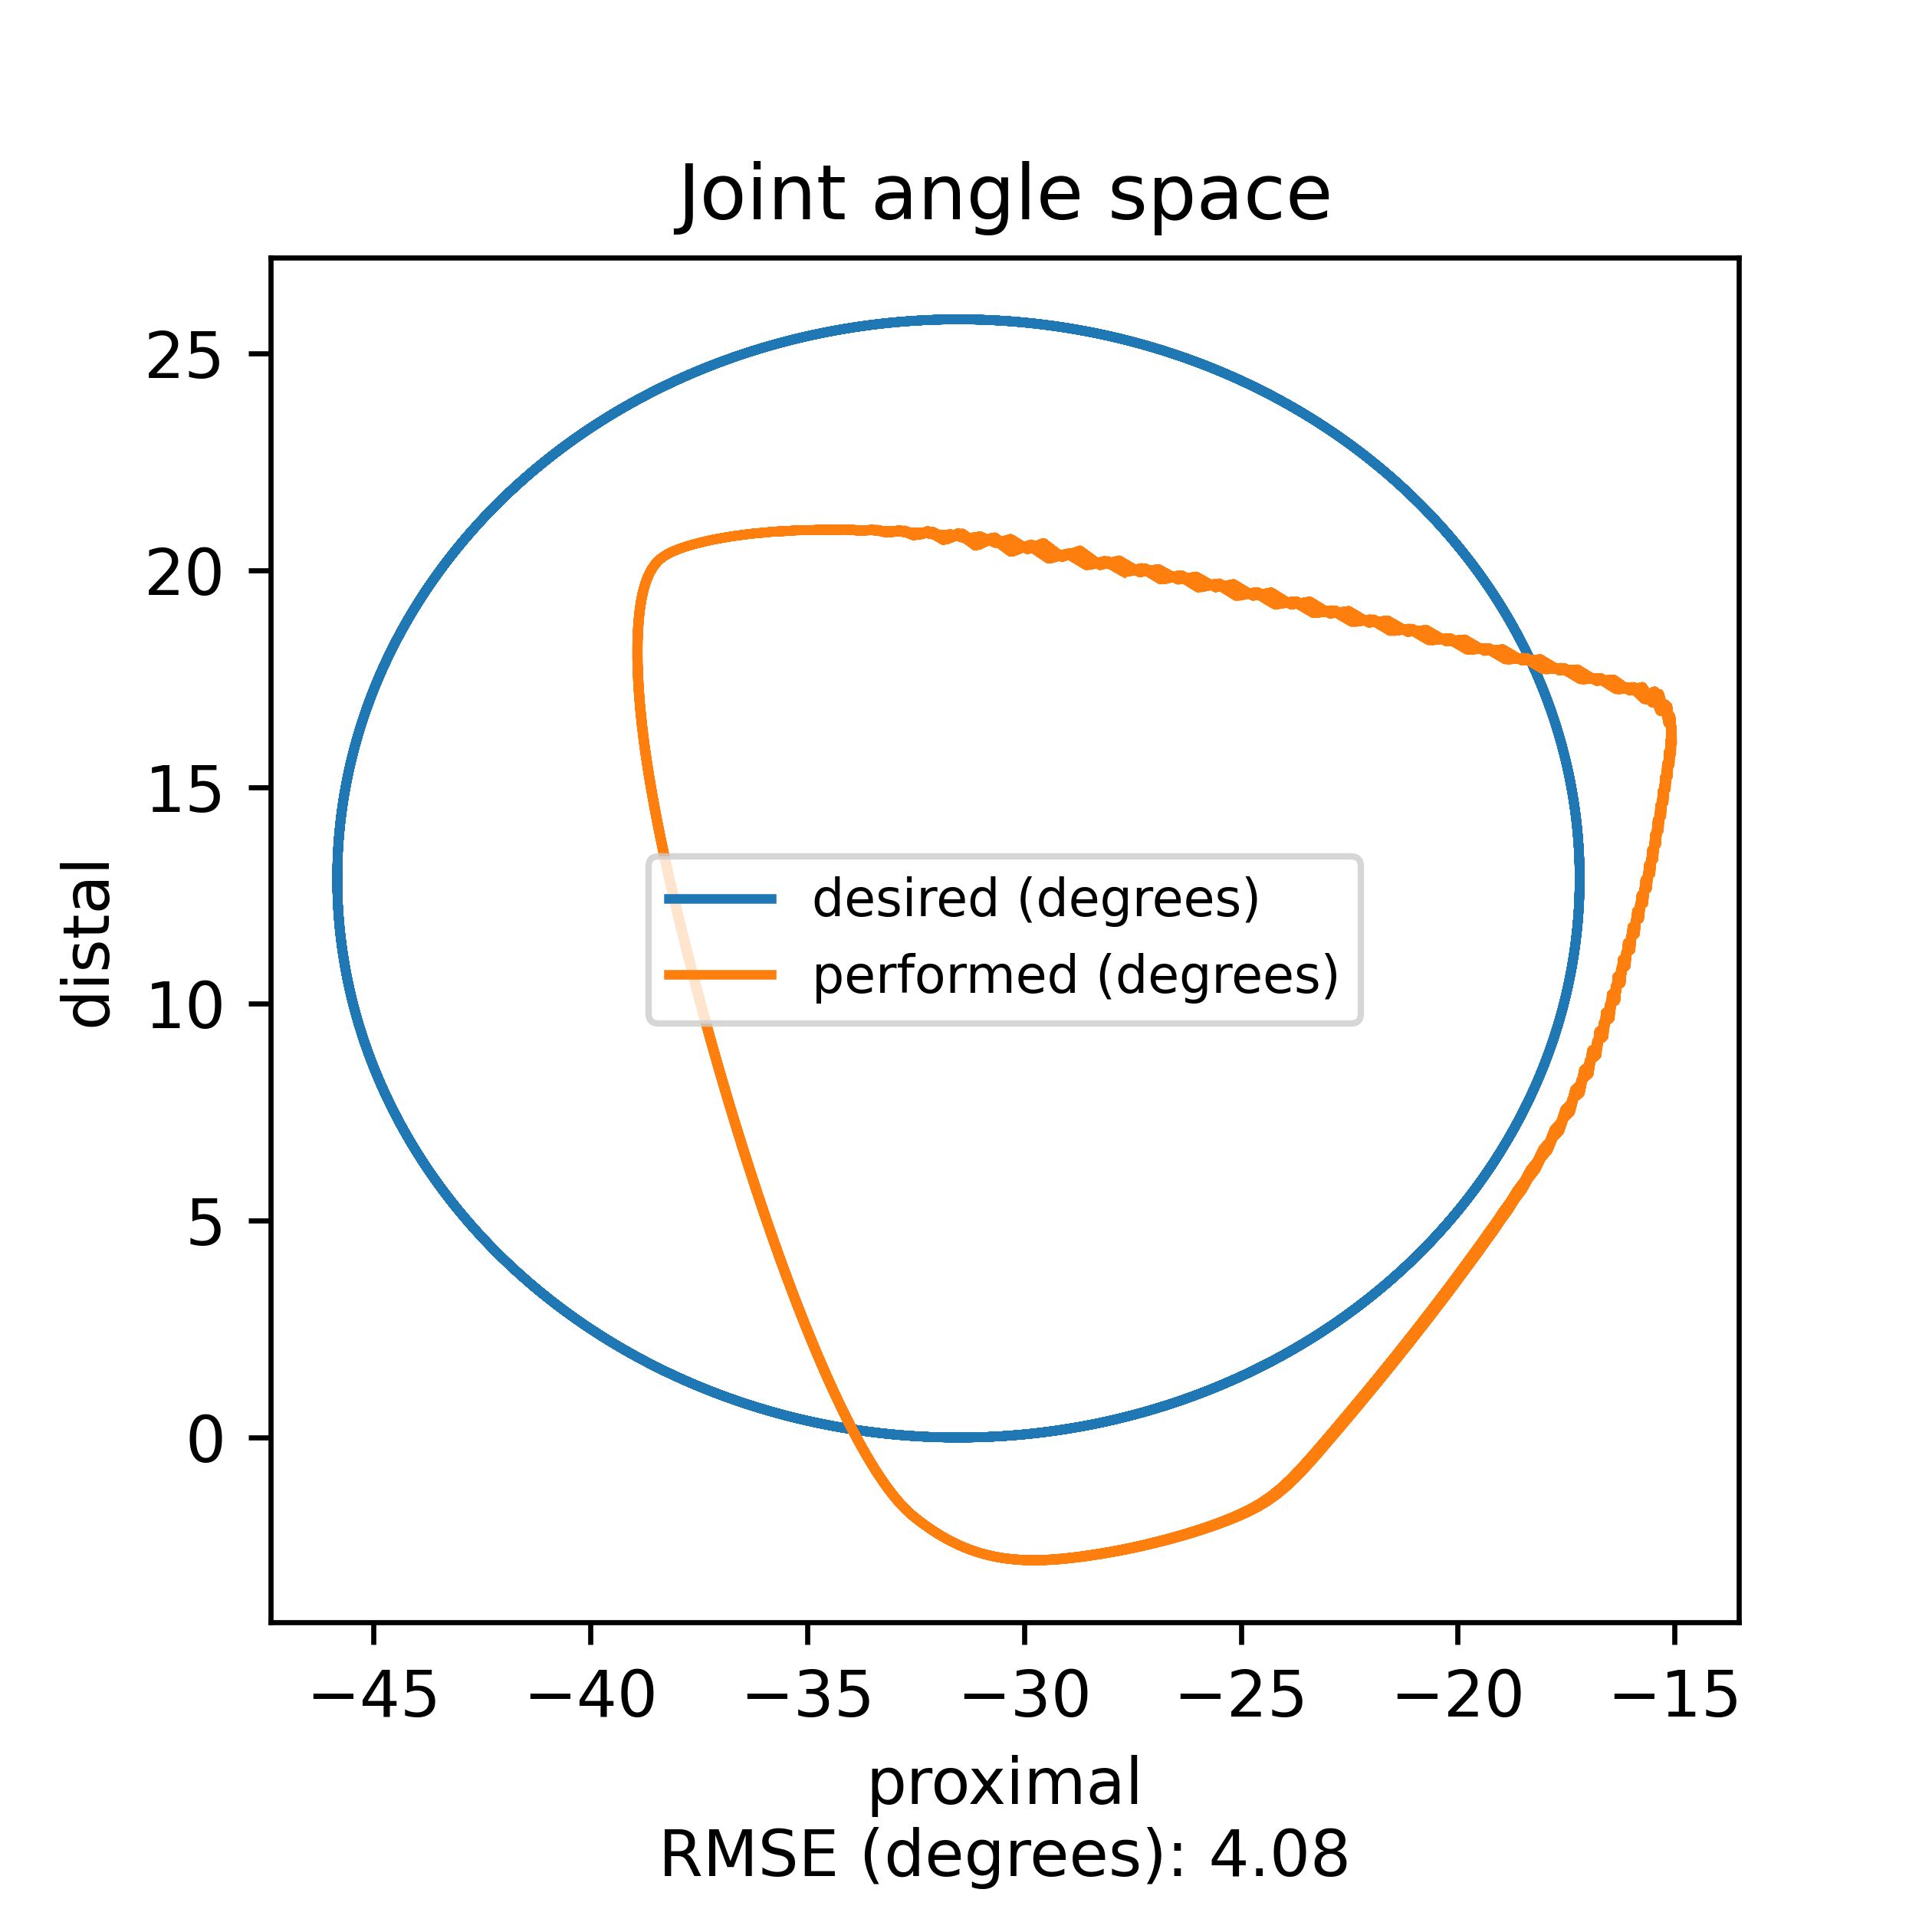 Joint angle space
25
20
15
10
5
0
distal
desired (degrees)
performed (degrees)
−45 −40 −35 −30 −25 −20 −15
proximal
RMSE (degrees): 4.08